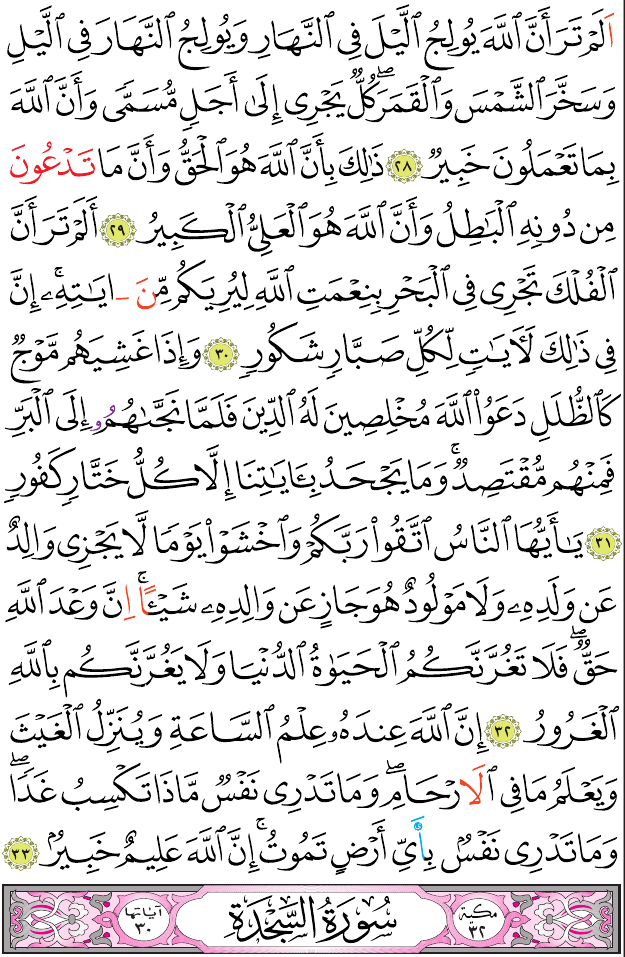 اَلَمْ تَرَ أَنَّ ٱللَّهَ يُولِجُ ٱلَّيْلَ فِى ٱلنَّهَارِ وَيُولِجُ ٱلنَّهَارَ فِى ٱلَّيْلِ
وَسَخَّرَ ٱلشَّمْسَ وَٱلْقَمَرَۖ كُلٌّ يَجْرِى إِلَىٰ أَجَلٍ مُّسَمًّى وَأَنَّ ٱللَّهَ
بِمَا تَعْمَلُونَ خَبِيرٌ ٢٨ ذَٰلِكَ بِأَنَّ ٱللَّهَ هُوَ ٱلْحَقُّ وَأَنَّ مَا تَدْعُونَ
مِن دُونِهِ ٱلْبَٰطِلُ وَأَنَّ ٱللَّهَ هُوَ ٱلْعَلِىُّ ٱلْكَبِيرُ ٢٩ أَلَمْ تَرَ أَنَّ
ٱلْفُلْكَ تَجْرِى فِى ٱلْبَحْرِ بِنِعْمَتِ ٱللَّهِ لِيُرِيَكُم مِّنَ ـ ايَٰتِهِۦۚ إِنَّ
فِى ذَٰلِكَ لَأٓيَٰتٍ لِّكُلِّ صَبَّارٍ شَكُورٍ ٣٠ وَإِذَا غَشِيَهُم مَّوْجٌ
كَٱلظُّلَلِ دَعَوُاْ ٱللَّهَ مُخْلِصِينَ لَهُ ٱلدِّينَ فَلَمَّا نَجَّىٰهُمُۥ إِلَى ٱلْبَرِّ
فَمِنْهُم مُّقْتَصِدٌۚ وَمَا يَجْحَدُ بِـَٔايَٰتِنَا إِلَّا كُلُّ خَتَّارٍ كَفُورٍ
٣١ يَٰأَيُّهَا ٱلنَّاسُ ٱتَّقُواْ رَبَّكُمْ وَٱخْشَوْاْ يَوْمًا لَّا يَجْزِى وَالِدٌ
عَن وَلَدِهِۦ وَلَا مَوْلُودٌ هُوَ جَازٍ عَن وَالِدِهِۦ شَيْـًٔاۚ اِنَّ وَعْدَ ٱللَّهِ
حَقٌّۖ فَلَا تَغُرَّنَّكُمُ ٱلْحَيَوٰةُ ٱلدُّنْيَا وَلَا يَغُرَّنَّكُم بِٱللَّهِ
ٱلْغَرُورُ ٣٢ إِنَّ ٱللَّهَ عِندَهُۥ عِلْمُ ٱلسَّاعَةِ وَيُنَزِّلُ ٱلْغَيْثَ
وَيَعْلَمُ مَا فِى ٱلَارْحَامِۖ وَمَا تَدْرِى نَفْسٌ مَّاذَا تَكْسِبُ غَدًاۖ
وَمَا تَدْرِى نَفْسٌۢ بِأَىِّ أَرْضٍ تَمُوتُۚ إِنَّ ٱللَّهَ عَلِيمٌ خَبِيرٌۢ ٣٣
مكية ٣٢ سُورَةُ السَّجْدَةِ آياتها ٣٠